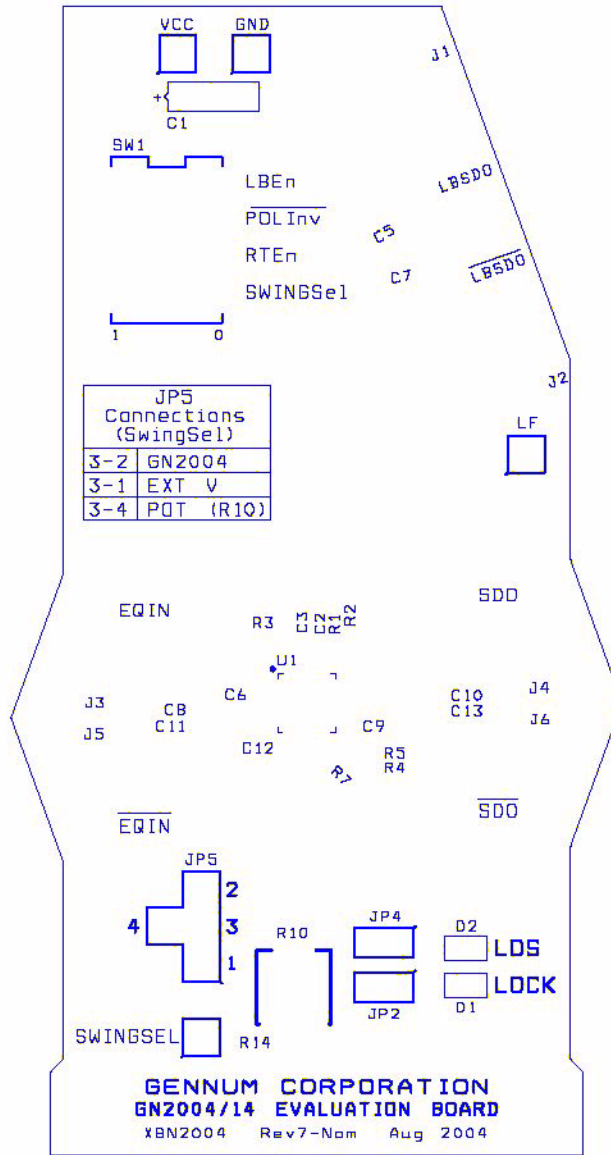 VCC GND
J1
+
C1
SW1
LBEn
LBSDO
POLInv
C5
RTEn
LBSDO
C7
SWINGSel
1 0
J2
JP5
Connections
(SwingSel)
3-2 GN2004
3-1 EXT V
3-4 POT (R10)
LF
EQIN
SDO
R3 C3 C2 R1 R2
U1
J3 C8 C6 C10 J4
J5 C11 C9 C13 J6
C12
R5
R4
R7
EQIN
SDO
JP5
2
4 3
1
R10
JP4
D2
LOS
LOCK
JP2
D1
SWINGSEL
R14
GENNUM CORPORATION
GN2004/14 EVALUATION BOARD
XBN2004 Rev7-Nom Aug 2004